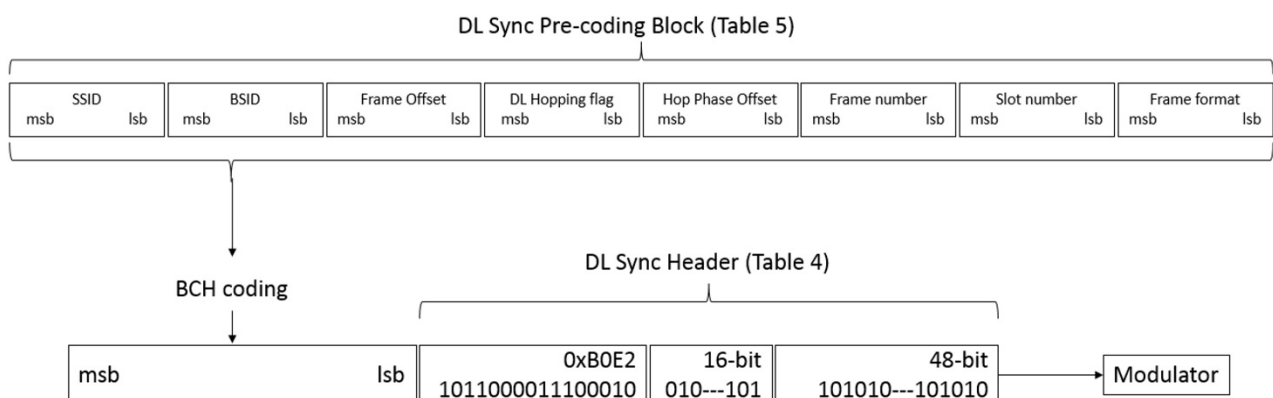 DL Sync Pre-coding Block (Table 5)
SSID
msb lsb
BSID
msb lsb
Frame Offset
msb lsb
DL Hopping flag
msb lsb
Hop Phase Offset
msb lsb
Frame number
msb lsb
Slot number
msb lsb
Frame format
msb lsb
BCH coding
DL Sync Header (Table 4)
msb lsb
0xB0E2
1011000011100010
16-bit
010---101
48-bit
101010---101010
Modulator